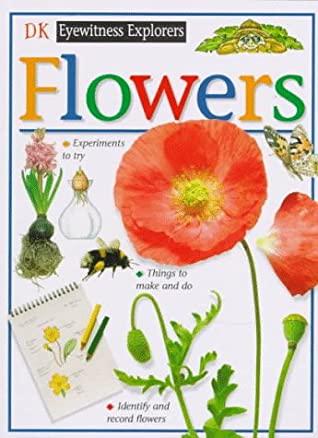 DK Eyewitness Explorers
Flowers
Experiments
to try
Things to
make and do
Identify and
record flowers